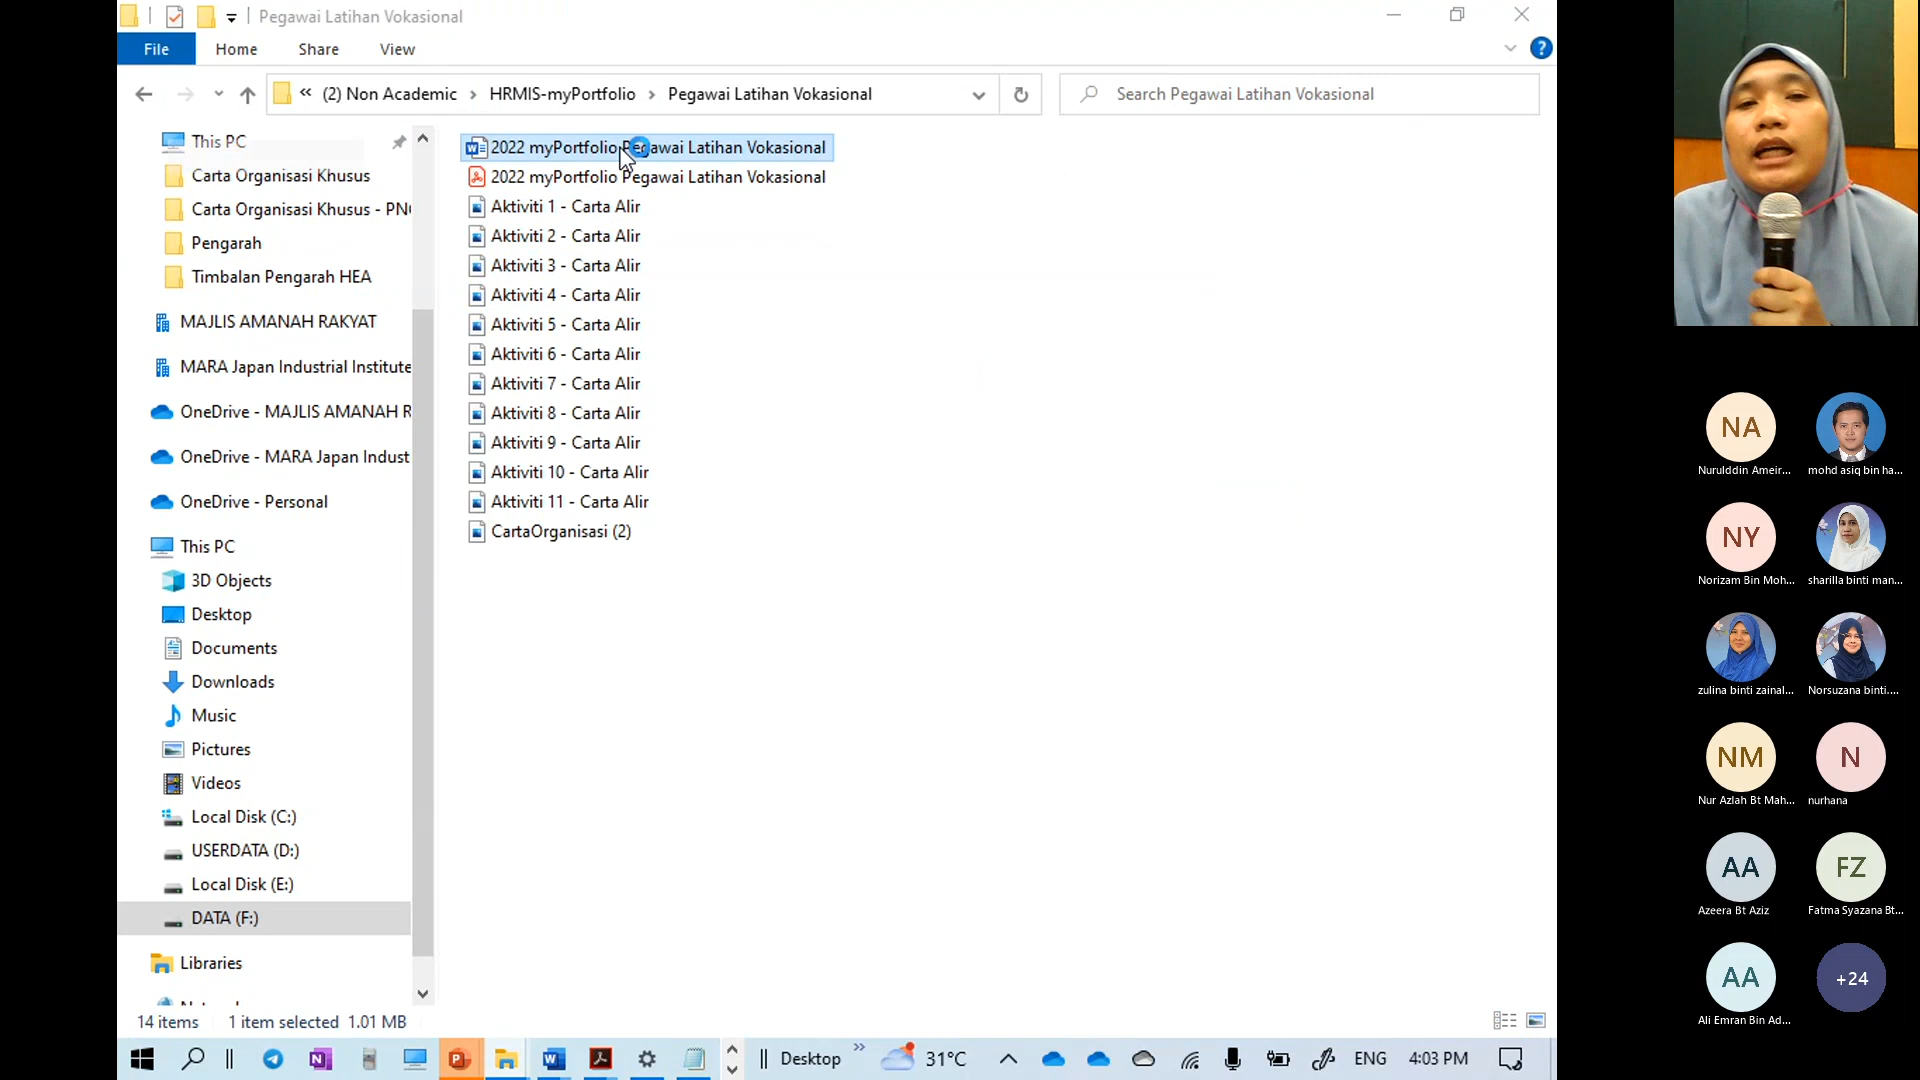 Pegawai Latihan Vokasional
File
Home
Share
View
?
« (2) Non Academic > HRMIS-myPortfolio > Pegawai Latihan Vokasional
Search Pegawai Latihan Vokasional
This PC
Carta Organisasi Khusus
Carta Organisasi Khusus - PN
Pengarah
Timbalan Pengarah HEA
MAJLIS AMANAH RAKYAT
MARA Japan Industrial Institute
OneDrive - MAJLIS AMANAH R
OneDrive - MARA Japan Indust
OneDrive - Personal
This PC
3D Objects
Desktop
Documents
Downloads
Music
Pictures
Videos
Local Disk (C:)
USERDATA (D:)
Local Disk (E:)
DATA (F:)
Libraries
2022 myPortfolio Pegawai Latihan Vokasional
2022 myPortfolio Pegawai Latihan Vokasional
Aktiviti 1 - Carta Alir
Aktiviti 2 - Carta Alir
Aktiviti 3 - Carta Alir
Aktiviti 4 - Carta Alir
Aktiviti 5 - Carta Alir
Aktiviti 6 - Carta Alir
Aktiviti 7 - Carta Alir
Aktiviti 8 - Carta Alir
Aktiviti 9 - Carta Alir
Aktiviti 10 - Carta Alir
Aktiviti 11 - Carta Alir
CartaOrganisasi (2)
14 items
1 item selected 1.01 MB
Desktop
31°C
ENG
4:03 PM
NA
Nurulddin Ameir...
mohd asiq bin ha...
NY
Norizam Bin Moh...
sharilla binti man...
zulina binti zainal...
Norsuzana binti....
NM
Nur Azlah Bt Mah...
N
nurhana
AA
Azeera Bt Aziz
FZ
Fatma Syazana Bt...
AA
Ali Emran Bin Ad...
+24